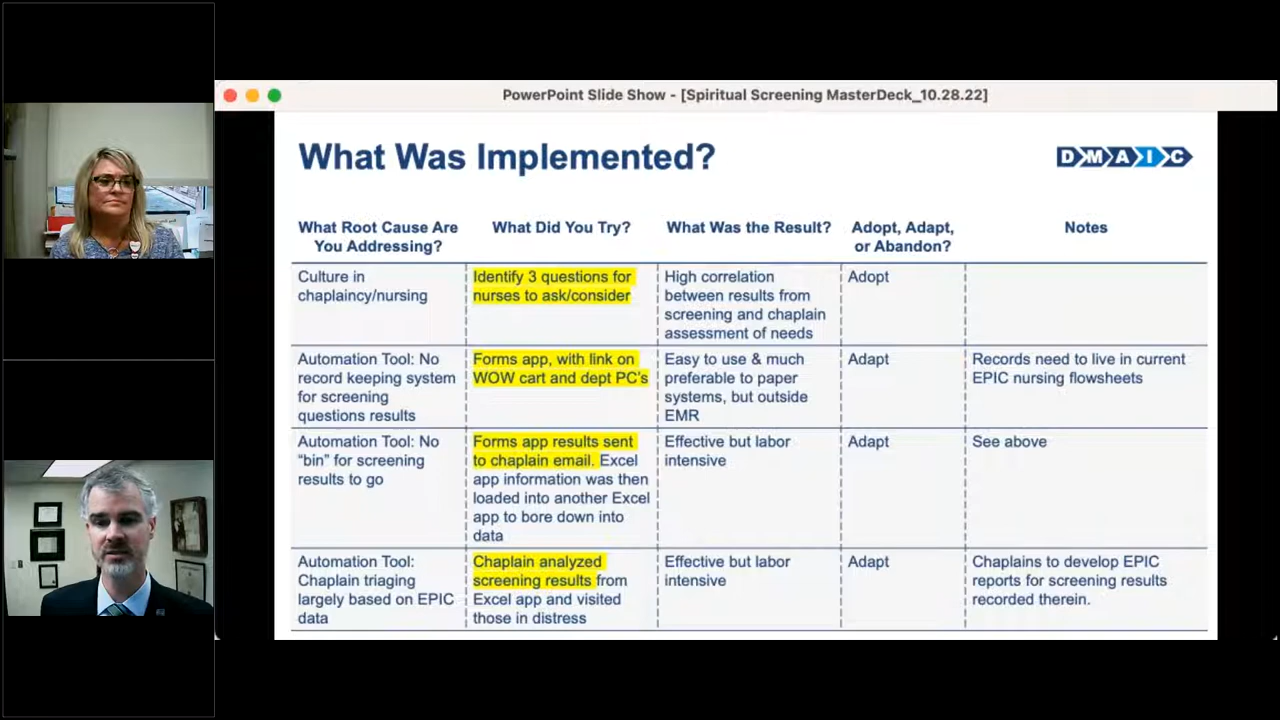 PowerPoint Slide Show - [Spiritual Screening MasterDeck_10.28.22]
What Was Implemented?
DMAIC
What Root Cause Are
You Addressing?
What Did You Try?
What Was the Result?
Adopt, Adapt,
or Abandon?
Notes
Culture in
chaplaincy/nursing
Identify 3 questions for
nurses to ask/consider
High correlation
between results from
screening and chaplain
assessment of needs
Adopt
Automation Tool: No
record keeping system
for screening
questions results
Forms app, with link on
WOW cart and dept PC's
Easy to use & much
preferable to paper
systems, but outside
EMR
Adapt
Records need to live in current
EPIC nursing flowsheets
Automation Tool: No
“bin” for screening
results to go
Forms app results sent
to chaplain email. Excel
app information was then
loaded into another Excel
app to bore down into
data
Effective but labor
intensive
Adapt
See above
Automation Tool:
Chaplain triaging
largely based on EPIC
data
Chaplain analyzed
screening results from
Excel app and visited
those in distress
Effective but labor
intensive
Adapt
Chaplains to develop EPIC
reports for screening results
recorded therein.